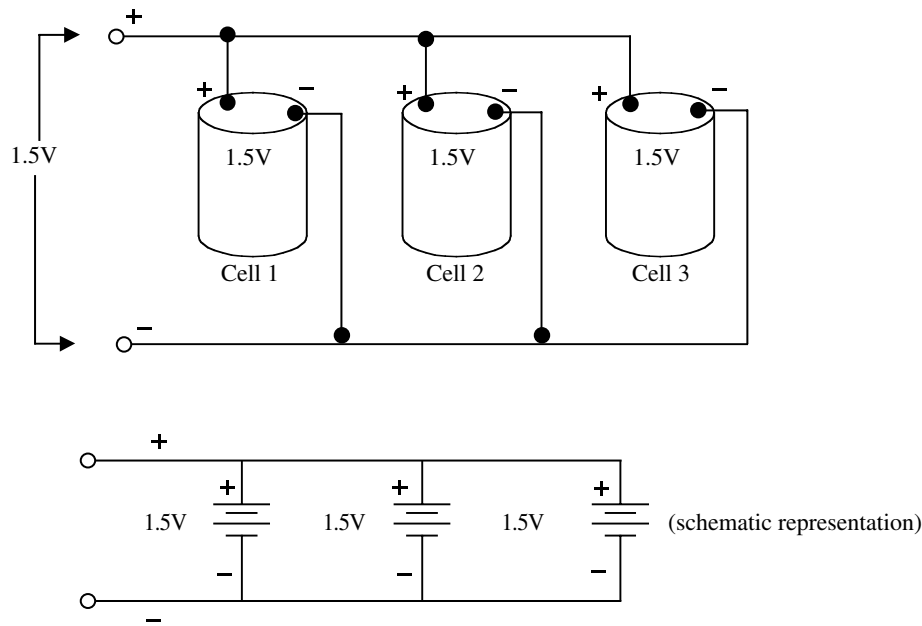 +
+ − + − + −
1.5V 1.5V 1.5V 1.5V
Cell 1 Cell 2 Cell 3
−
+
+ + +
1.5V 1.5V 1.5V (schematic representation)
− − −
−